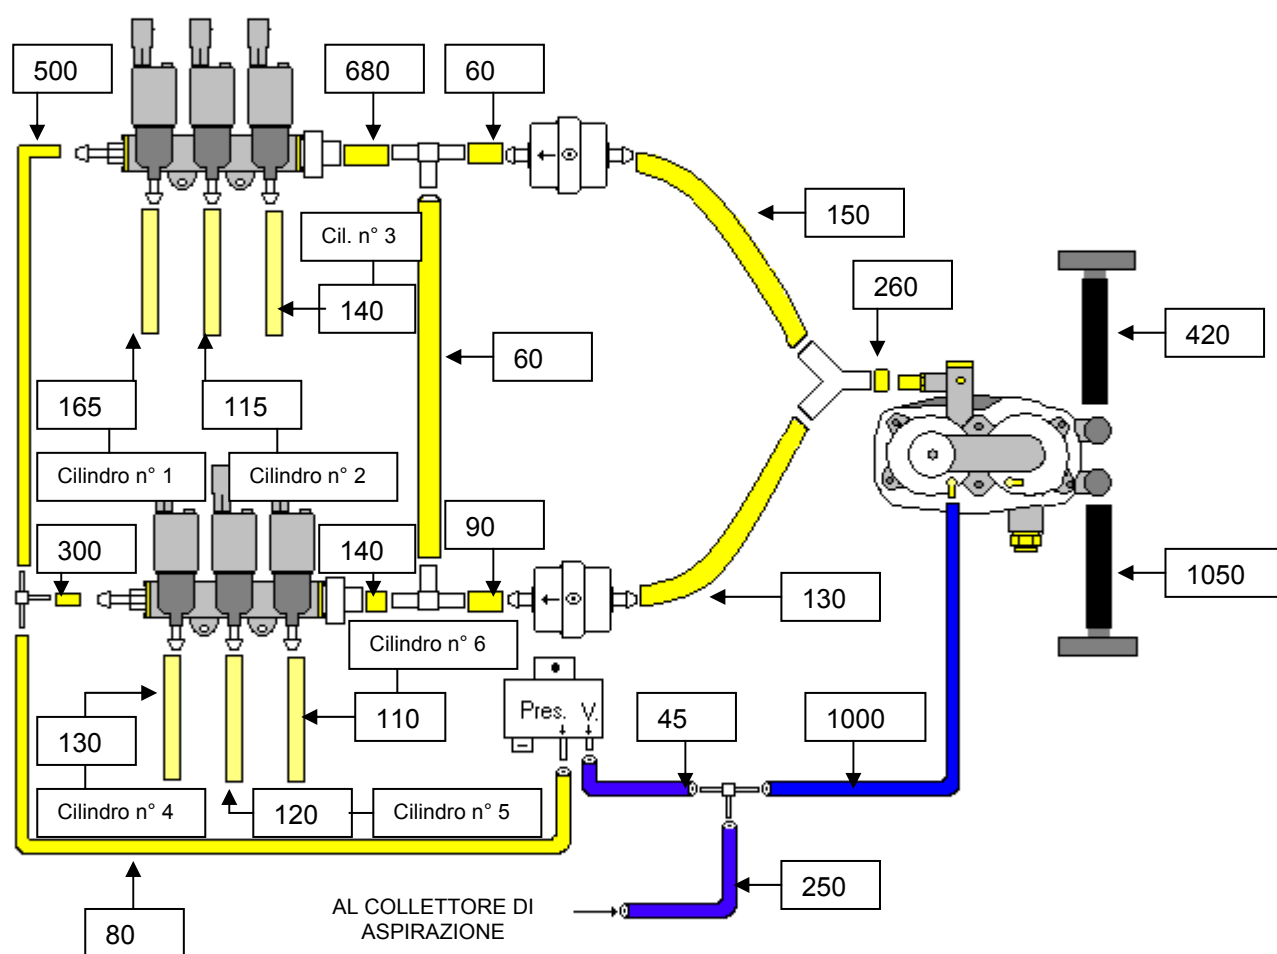 500
680
60
150
Cil. n° 3
260
140
420
60
165
115
Cilindro n° 1
Cilindro n° 2
90
300
140
1050
130
Cilindro n° 6
Pres. V.
130
110
45
1000
Cilindro n° 4
120
Cilindro n° 5
250
AL COLLETTORE DI
ASPIRAZIONE
80